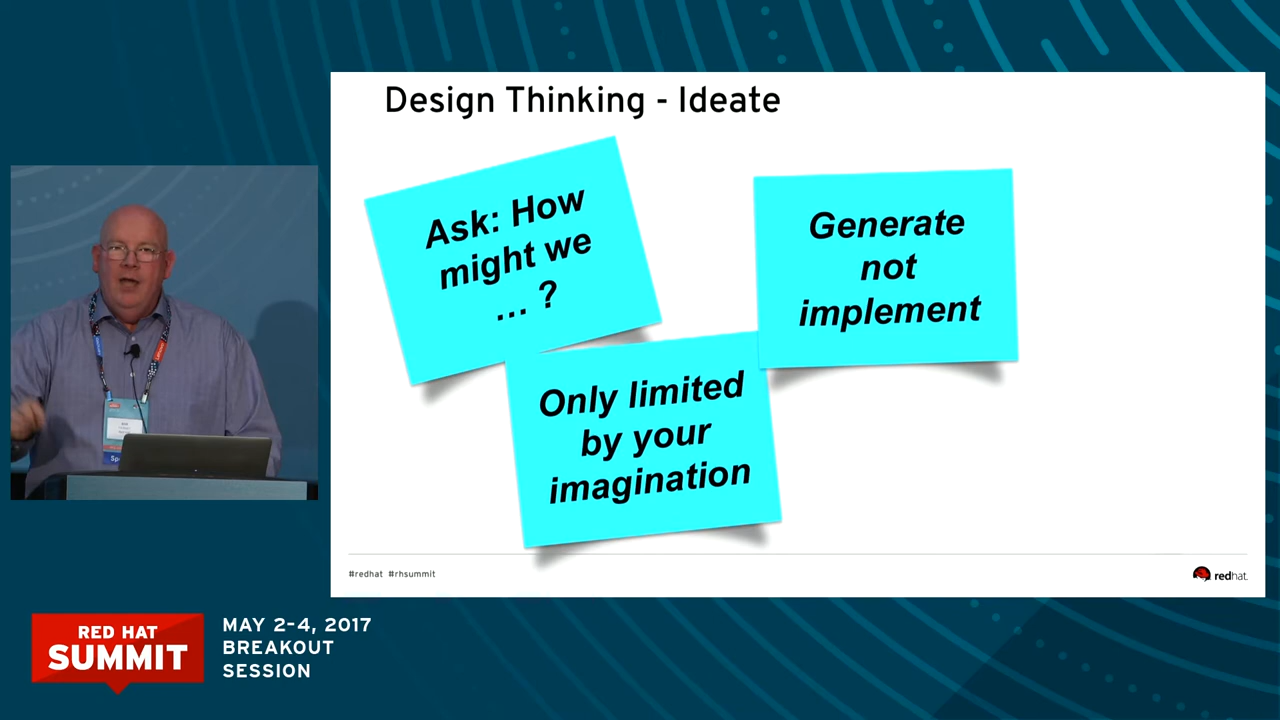 Design Thinking - Ideate
Ask: How
might we
... ?
Generate
not
implement
Only limited
by your
imagination
#redhat #rhsummit
redhat.
RED HAT
SUMMIT
MAY 2-4, 2017
BREAKOUT
SESSION